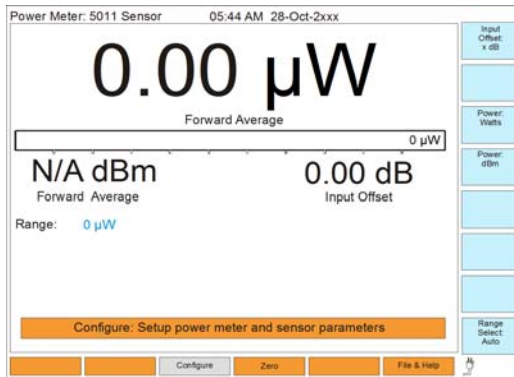 Power Meter: 5011 Sensor 05:44 AM 28-Oct-2xxx
0.00 µW
Forward Average
0 µW
N/A dBm
Forward Average
0.00 dB
Input Offset
Range: 0 µW
Configure: Setup power meter and sensor parameters
Input
Offset:
x dB
Power:
Watts
Power:
dBm
Range
Select:
Auto
Configure
Zero
File & Help